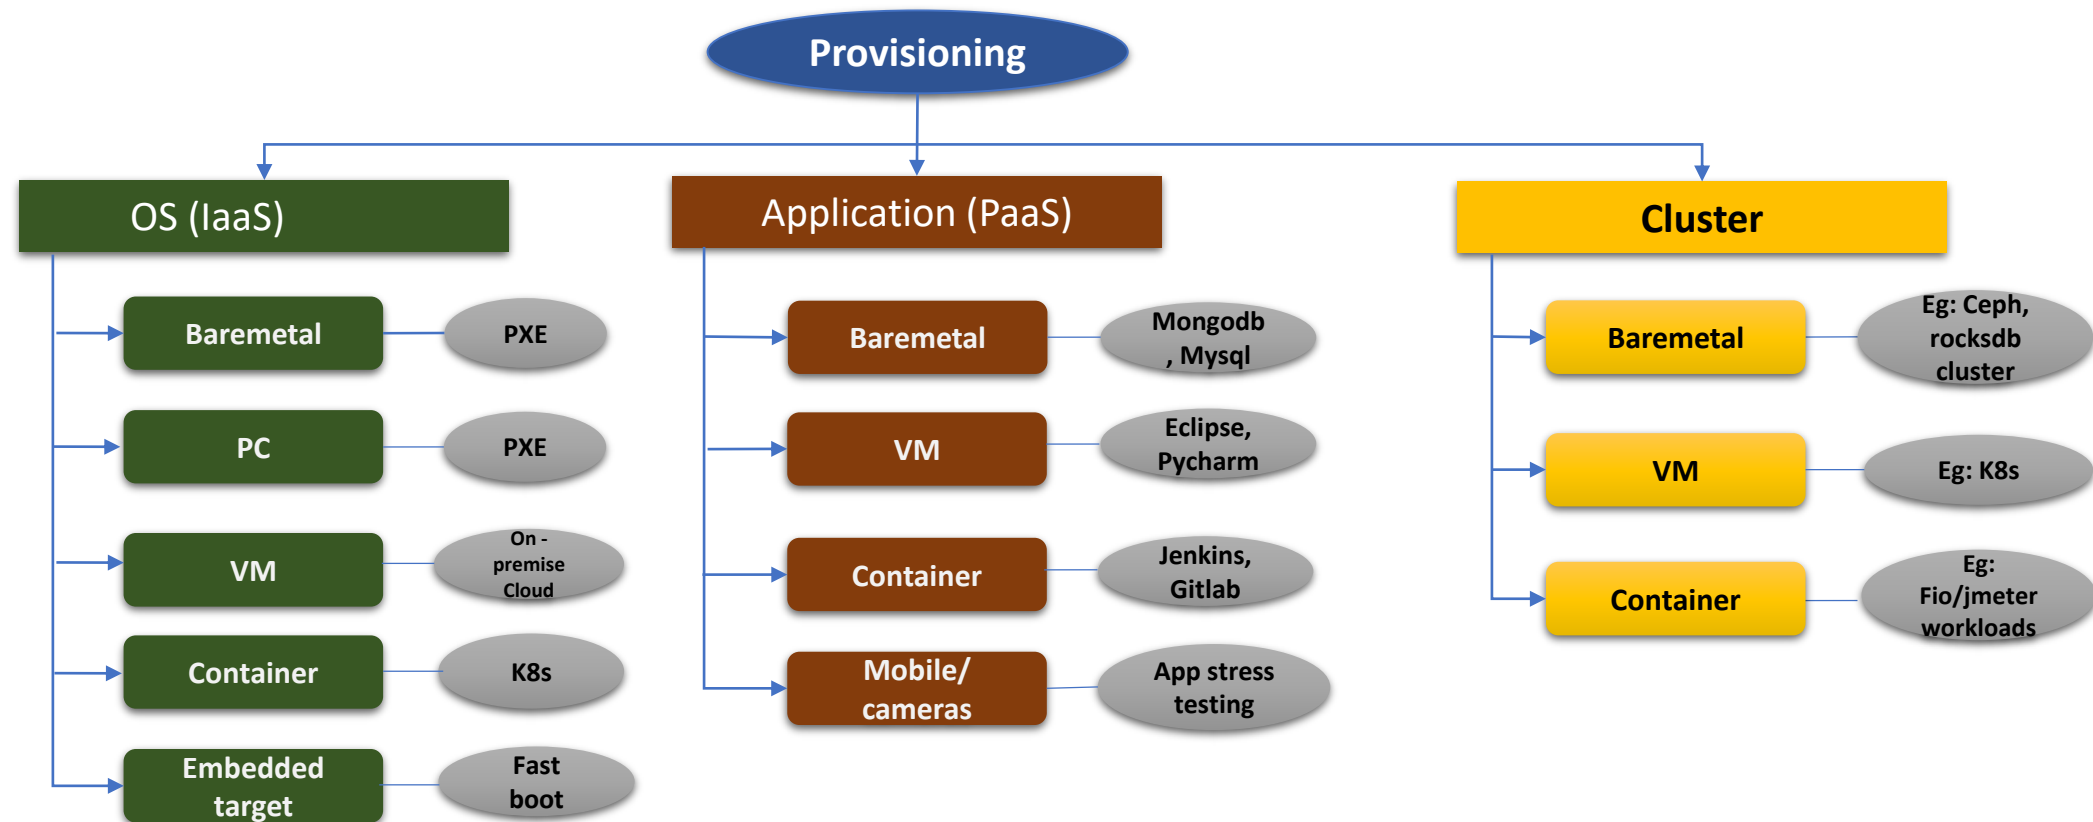 Provisioning
OS (IaaS)
Application (PaaS)
Cluster
Baremetal
PXE
PC
PXE
VM
On -
premise
Cloud
Container
K8s
Embedded
target
Fast
boot
Baremetal
Mongodb
, Mysql
VM
Eclipse,
Pycharm
Container
Jenkins,
Gitlab
Mobile/
cameras
App stress
testing
Baremetal
Eg: Ceph,
rocksdb
cluster
VM
Eg: K8s
Container
Eg:
Fio/jmeter
workloads